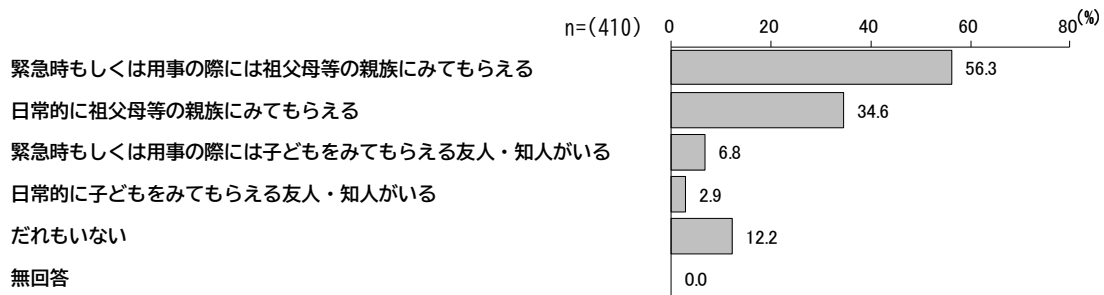 n=(410) 0 20 40 60 80 (%)
緊急時もしくは用事の際には祖父母等の親族にみてもらえる 56.3
日常的に祖父母等の親族にみてもらえる 34.6
緊急時もしくは用事の際には子どもをみてもらえる友人・知人がいる 6.8
日常的に子どもをみてもらえる友人・知人がいる 2.9
だれもいない 12.2
無回答 0.0